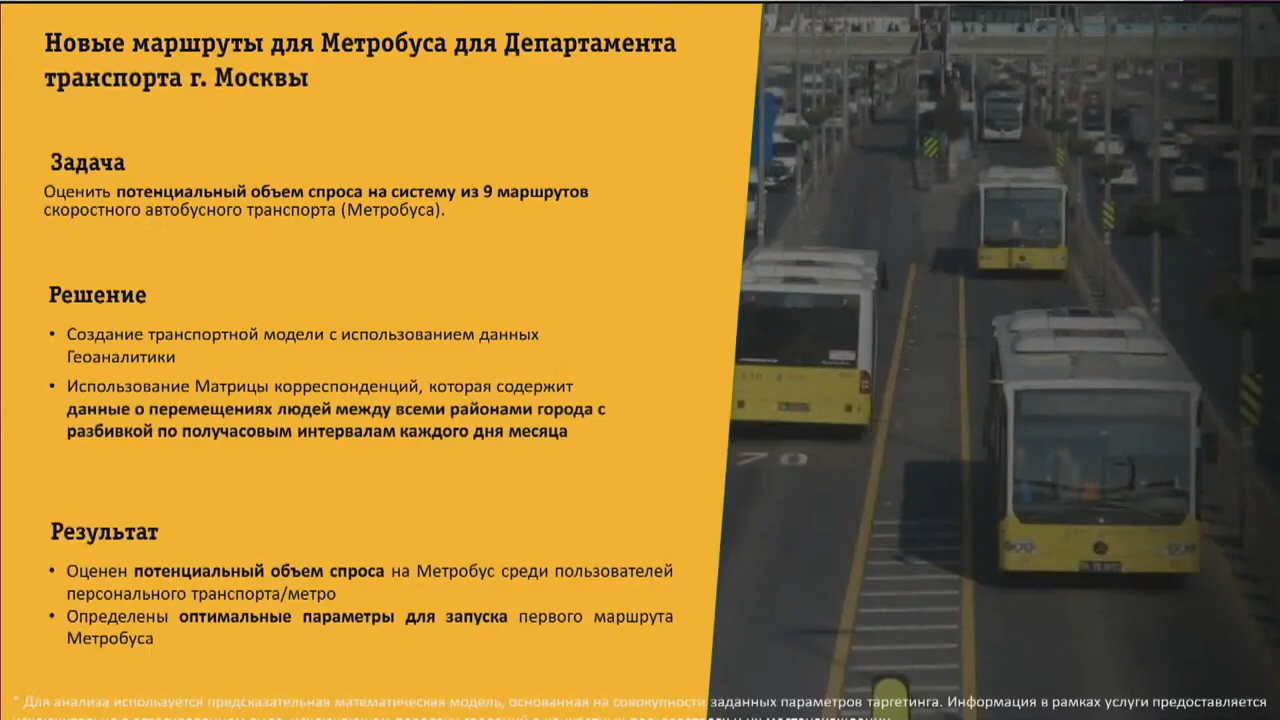 Новые маршруты для Метробуса для Департамента
транспорта г. Москвы
Задача
Оценить потенциальный объем спроса на систему из 9 маршрутов
скоростного автобусного транспорта (Метробуса).
Решение
• Создание транспортной модели с использованием данных
Геоаналитики
• Использование Матрицы корреспонденций, которая содержит
данные о перемещениях людей между всеми районами города с
разбивкой по получасовым интервалам каждого дня месяца
Результат
• Оценен потенциальный объем спроса на Метробус среди пользователей
персонального транспорта/метро
• Определены оптимальные параметры для запуска первого маршрута
Метробуса
* Для анализа используется предсказательная математическая модель, основанная на совокупности заданных параметров таргетинга. Информация в рамках услуги предоставляется